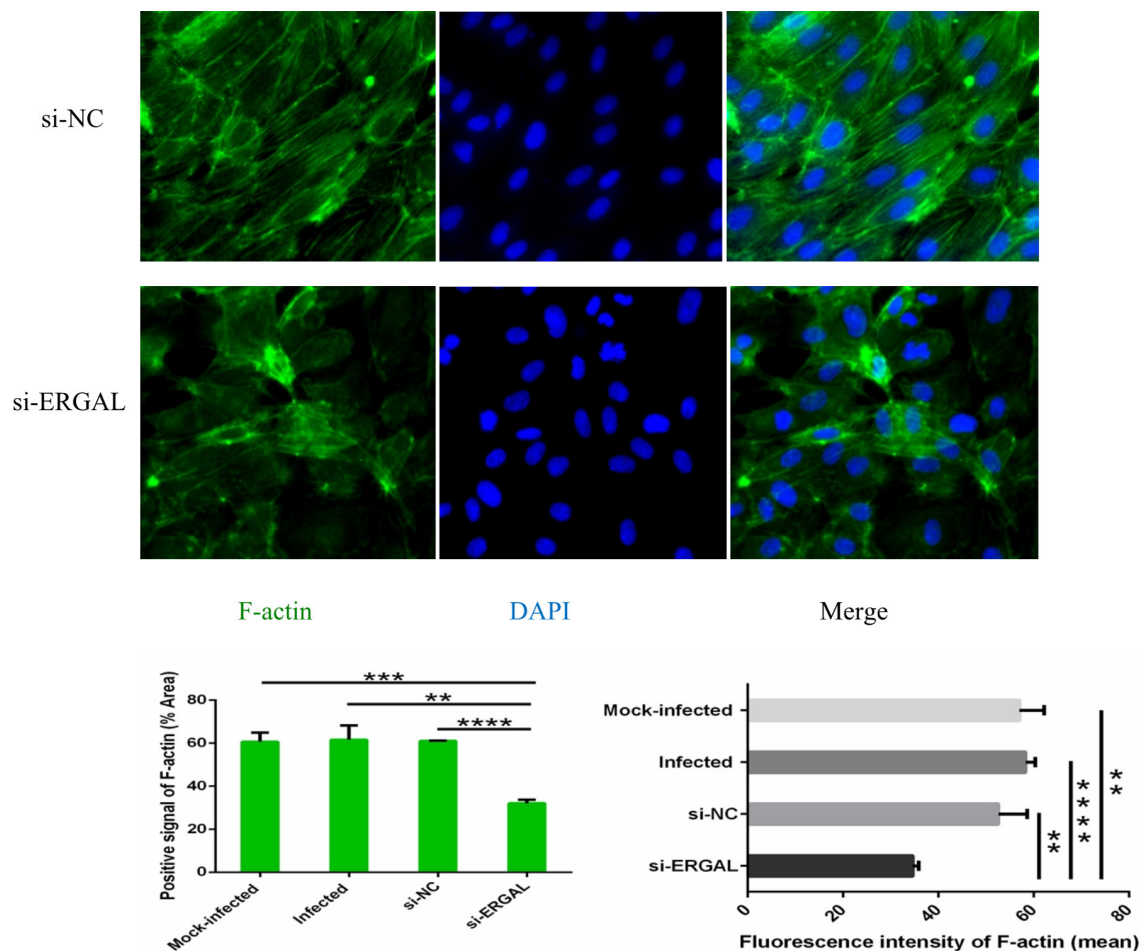 si-NC
si-ERGAL
F-actin DAPI Merge
Positive signal of F-actin (% Area)
80
60
40
20
0
***
**
****
Mock-infected Infected si-NC si-ERGAL
Mock-infected
Infected
si-NC
si-ERGAL
**
****
**
0 20 40 60 80
Fluorescence intensity of F-actin (mean)